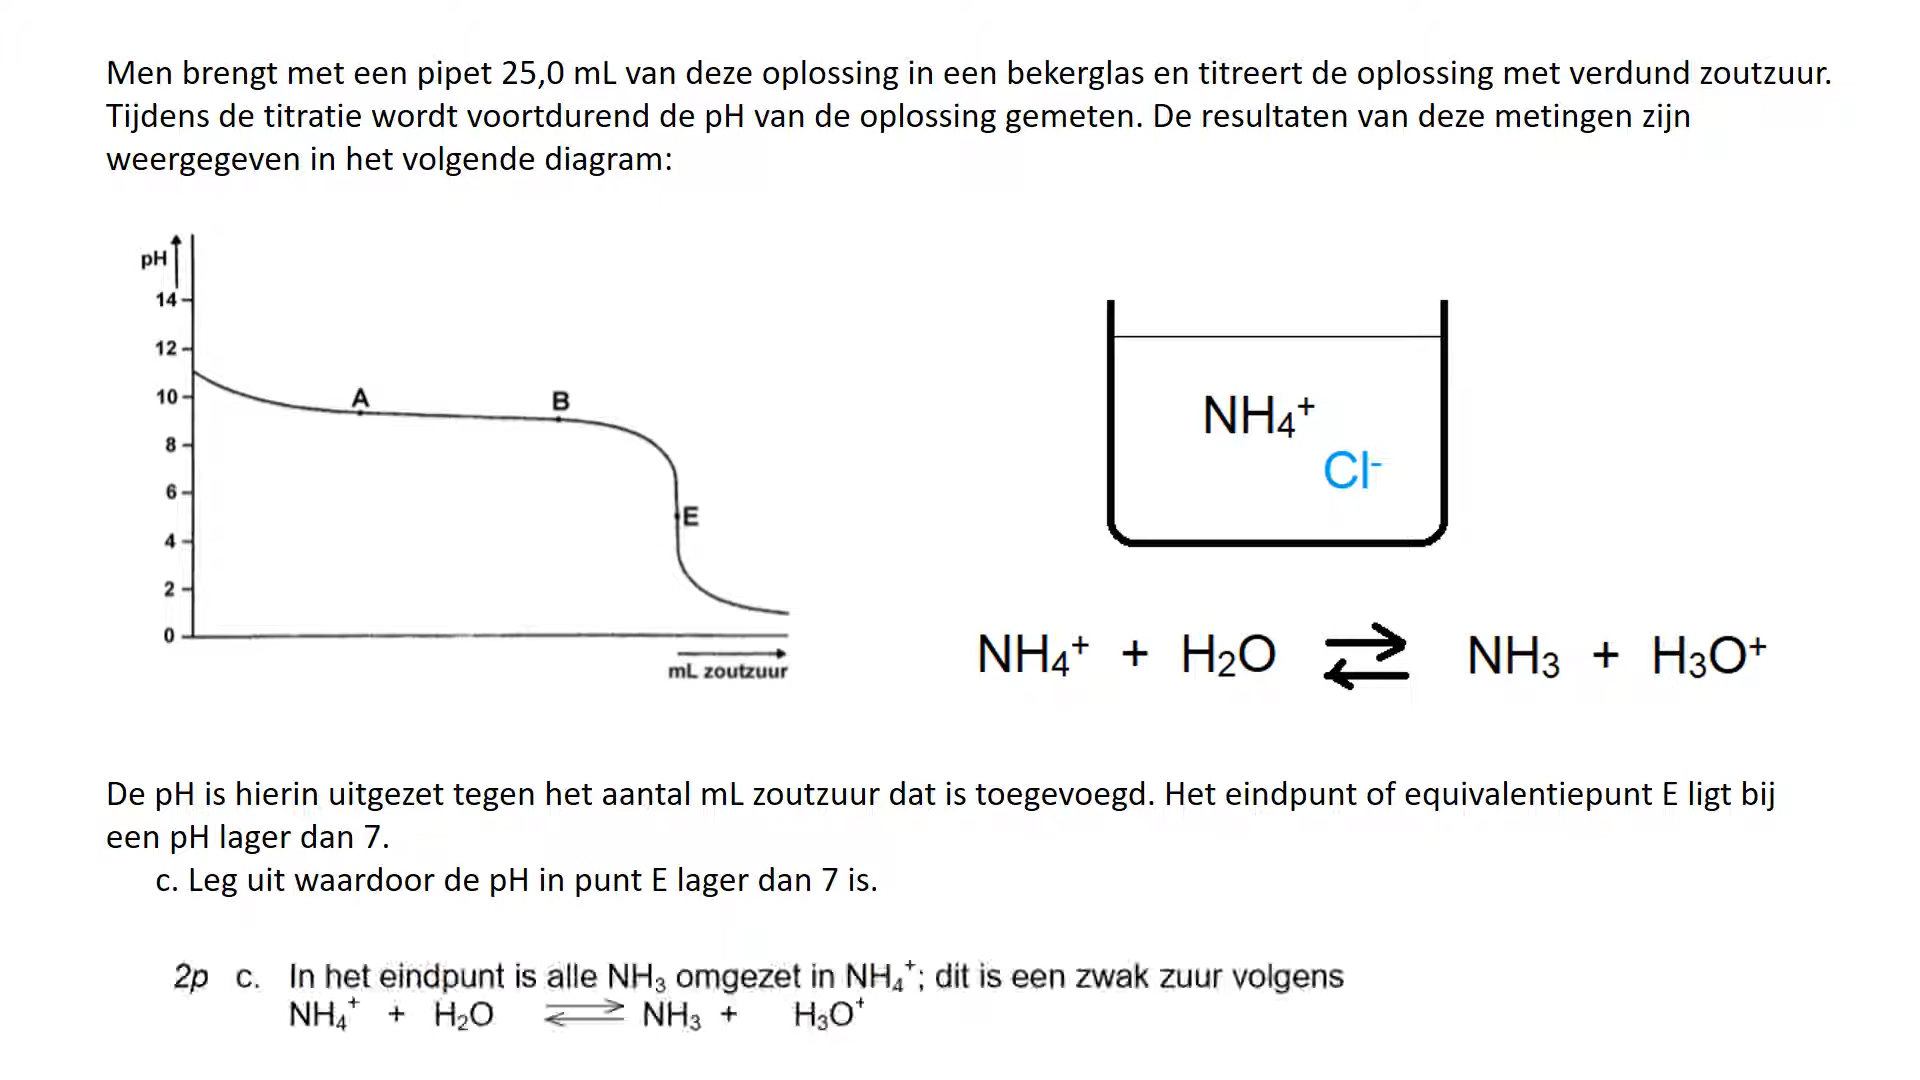 Men brengt met een pipet 25,0 mL van deze oplossing in een bekerglas en titreert de oplossing met verdund zoutzuur.
Tijdens de titratie wordt voortdurend de pH van de oplossing gemeten. De resultaten van deze metingen zijn
weergegeven in het volgende diagram:
pH
14
12
10
8
6
4
2
0
A
B
E
mL zoutzuur
NH₄⁺
Cl⁻
NH₄⁺ + H₂O ⇌ NH₃ + H₃O⁺
De pH is hierin uitgezet tegen het aantal mL zoutzuur dat is toegevoegd. Het eindpunt of equivalentiepunt E ligt bij
een pH lager dan 7.
c. Leg uit waardoor de pH in punt E lager dan 7 is.
2p c. In het eindpunt is alle NH₃ omgezet in NH₄⁺; dit is een zwak zuur volgens
NH₄⁺ + H₂O ⇌ NH₃ + H₃O⁺